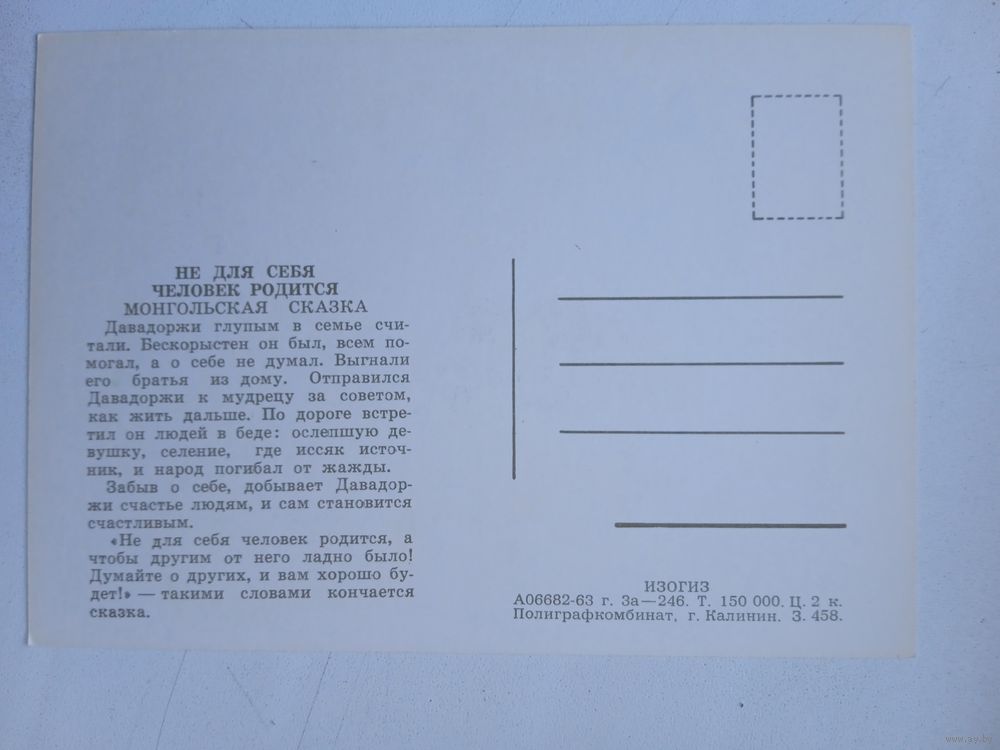 НЕ ДЛЯ СЕБЯ
ЧЕЛОВЕК РОДИТСЯ
МОНГОЛЬСКАЯ СКАЗКА
Давадоржи глупым в семье счи-
тали. Бескорыстен он был, всем по-
могал, а о себе не думал. Выгнали
его братья из дому. Отправился
Давадоржи к мудрецу за советом,
как жить дальше. По дороге встре-
тил он людей в беде: ослепшую де-
вушку, селение, где иссяк источ-
ник, и народ погибал от жажды.
Забыв о себе, добывает Давадор-
жи счастье людям, и сам становится
счастливым.
«Не для себя человек родится, а
чтобы другим от него ладно было!
Думайте о других, и вам хорошо бу-
дет!» — такими словами кончается
сказка.
ИЗОГИЗ
А06682-63 г. За—246. Т. 150 000. Ц. 2 к.
Полиграфкомбинат, г. Калинин. З. 458.
www.ay.by